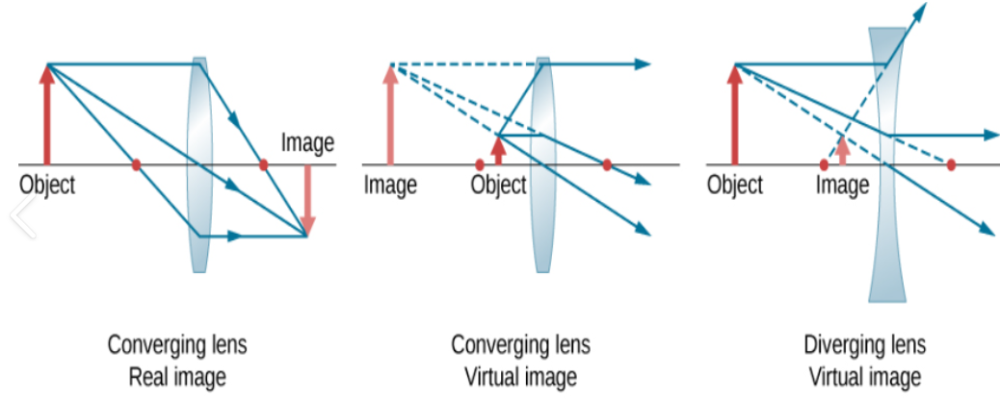 Object
Image
Converging lens
Real image
Image
Object
Converging lens
Virtual image
Object
Image
Diverging lens
Virtual image